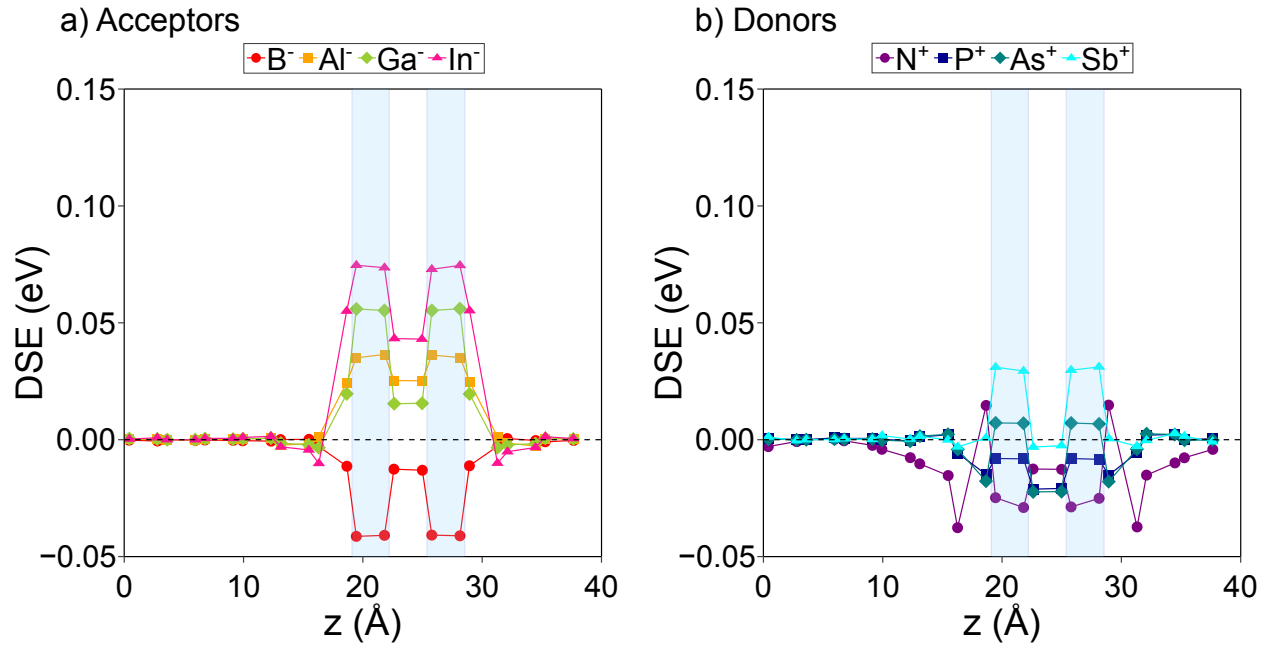 a) Acceptors
B⁻ Al⁻ Ga⁻ In⁻
0.15
0.10
0.05
0.00
−0.05
DSE (eV)
0 10 20 30 40
z (Å)
b) Donors
N⁺ P⁺ As⁺ Sb⁺
0.15
0.10
0.05
0.00
−0.05
DSE (eV)
0 10 20 30 40
z (Å)